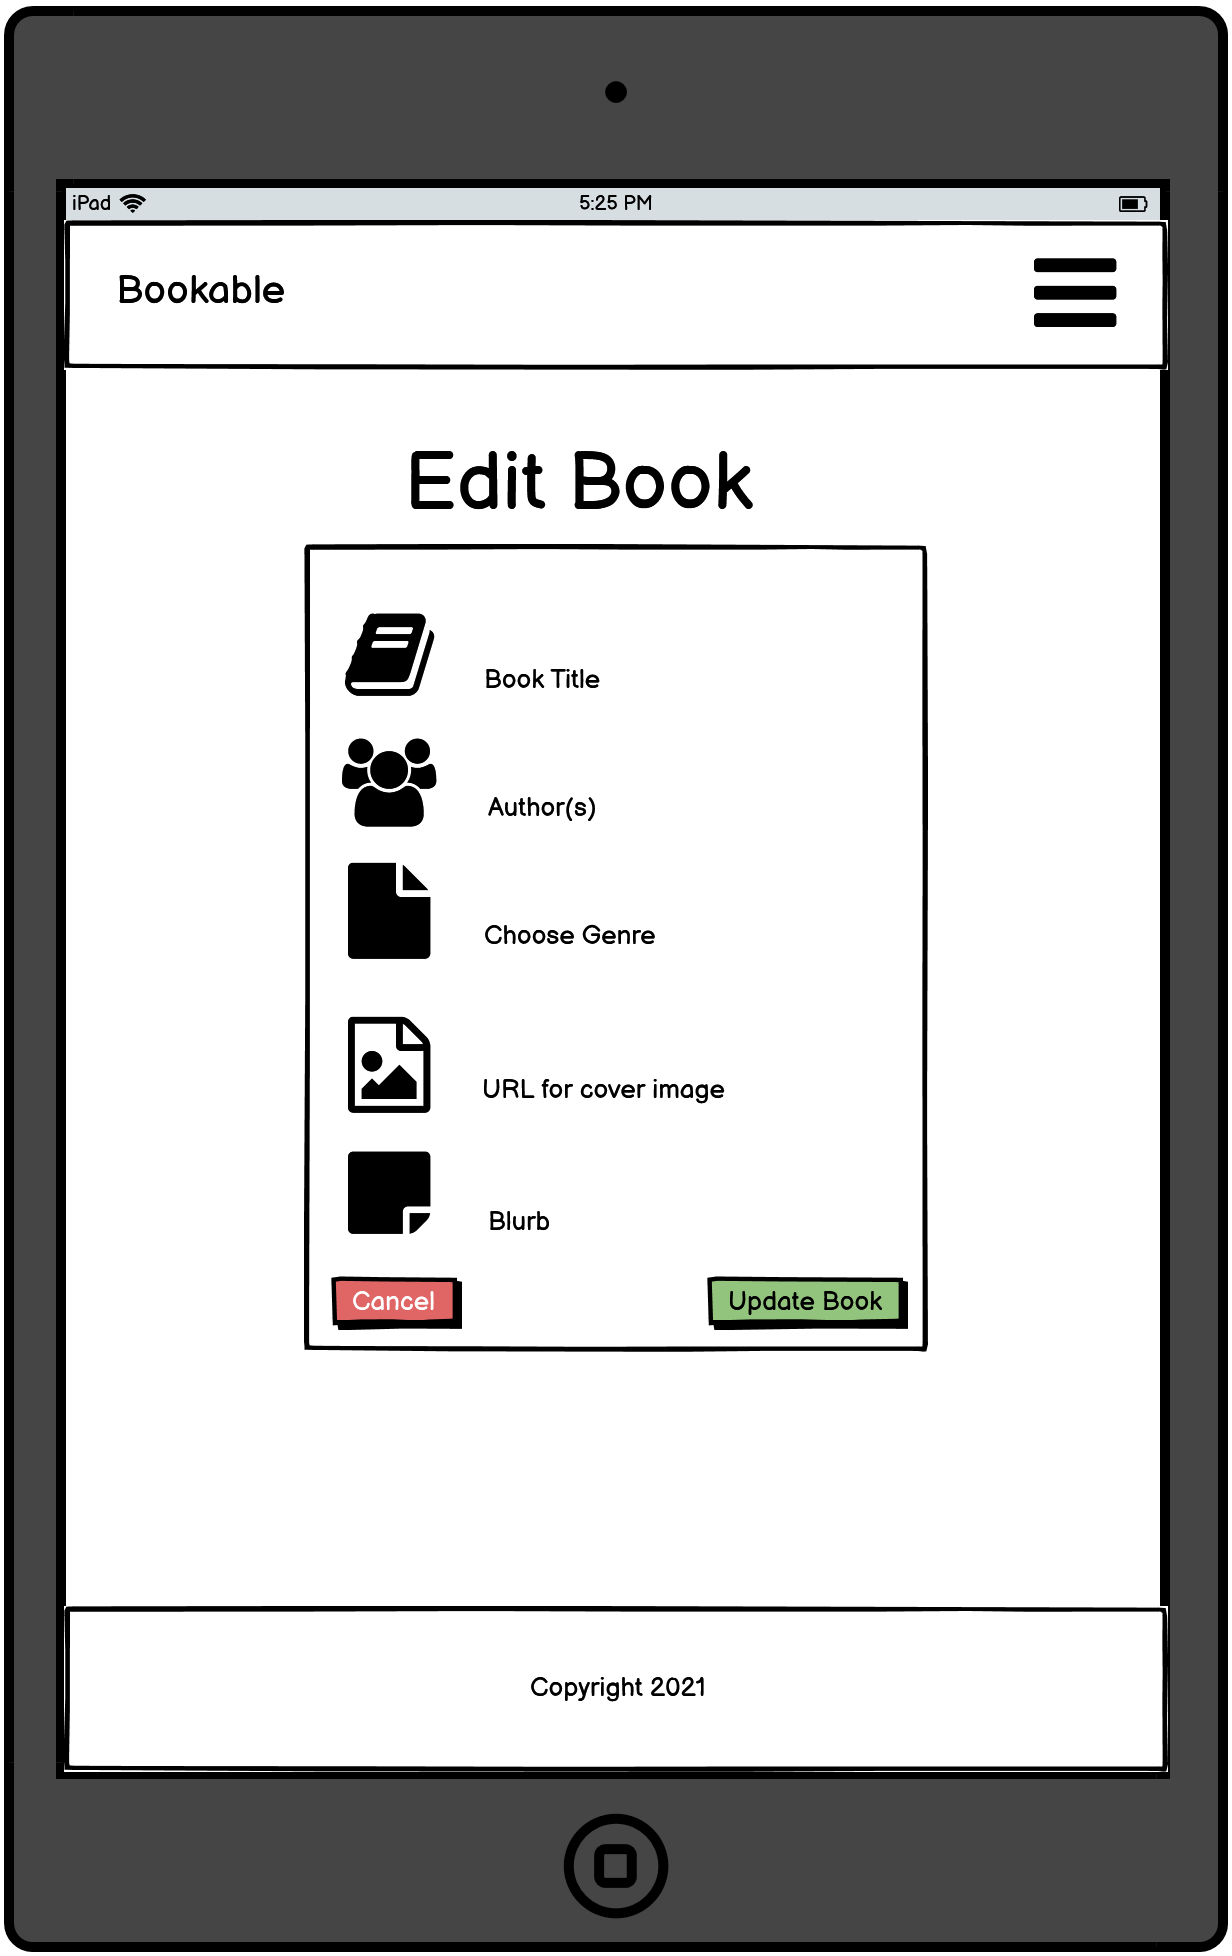 iPad 5:25 PM
Bookable
Edit Book
Book Title
Author(s)
Choose Genre
URL for cover image
Blurb
Cancel Update Book
Copyright 2021